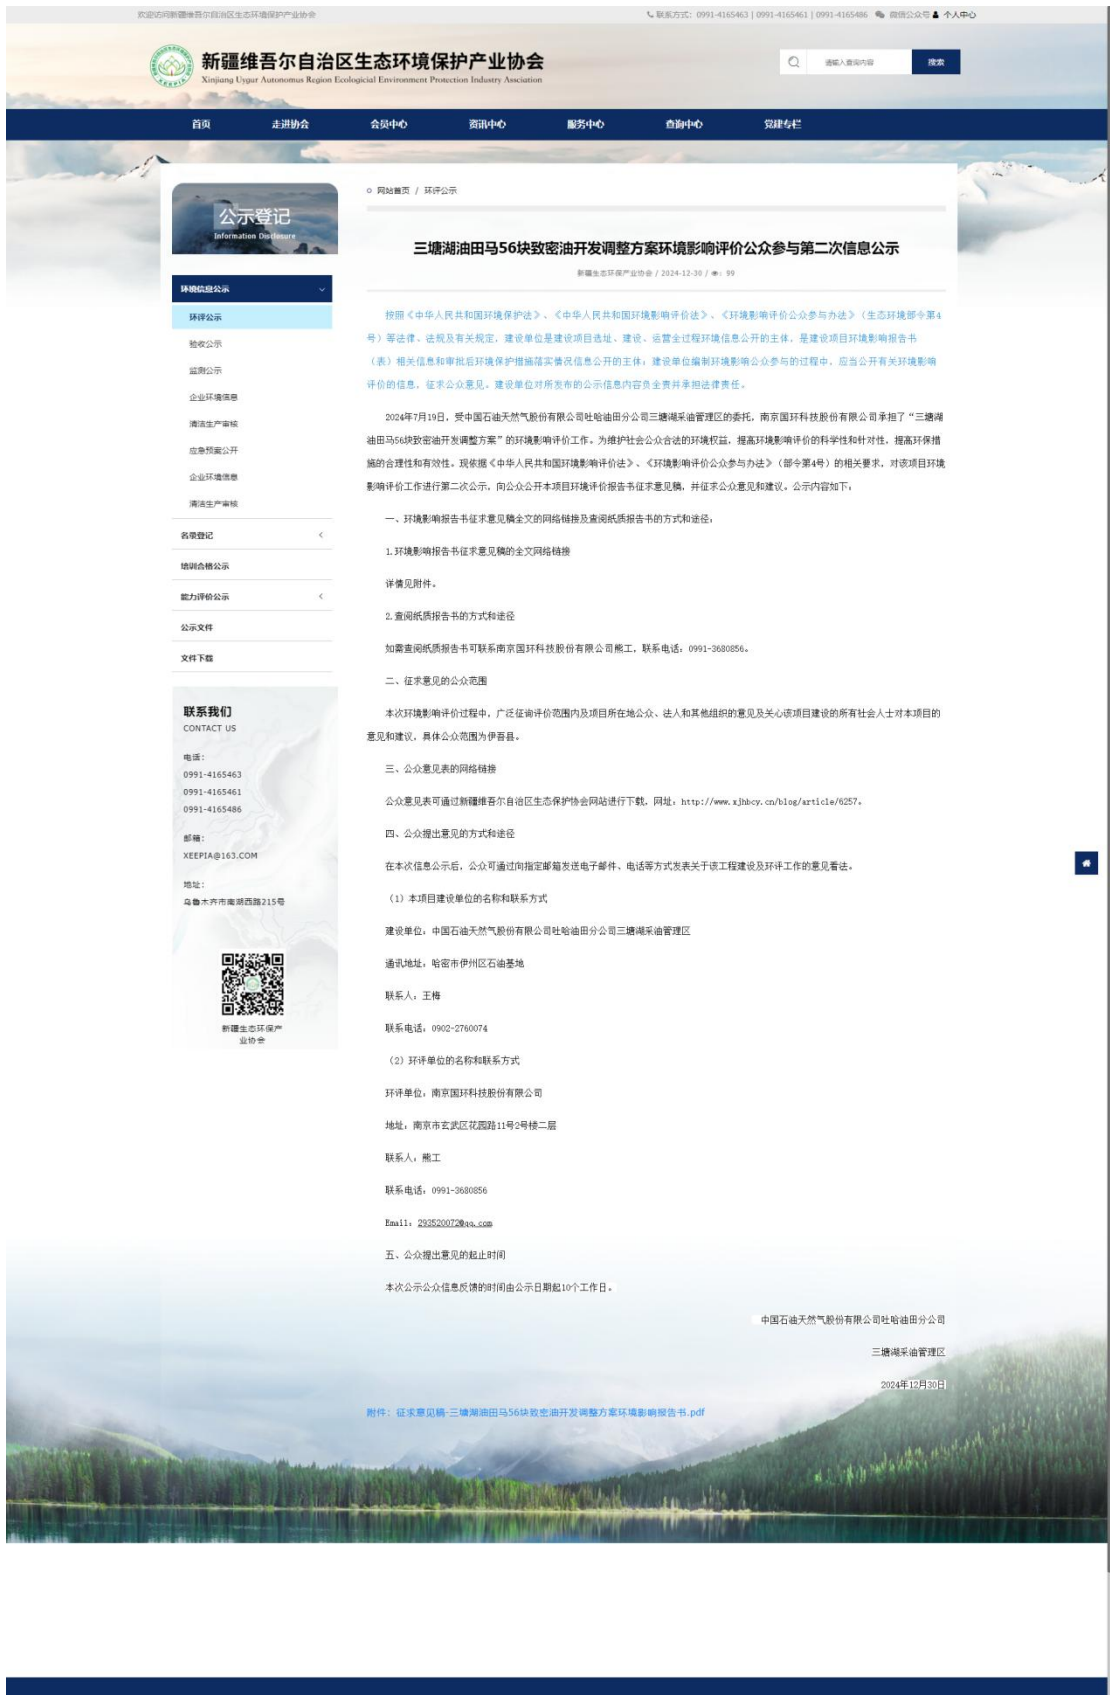 欢迎访问新疆维吾尔自治区生态环境保护产业协会
联系方式：0991-4165463 | 0991-4165461 | 0991-4165486 微信公众号 个人中心
新疆维吾尔自治区生态环境保护产业协会
Xinjiang Uygur Autonomus Region Ecologicial Environment Protection Industry Assciation
请输入查询内容 搜索
首页 走进协会 会员中心 资讯中心 服务中心 查询中心 党建专栏
公示登记
Information Disclosure
环境信息公示
环评公示
验收公示
监测公示
企业环境信息
清洁生产审核
应急预案公开
企业环境信息
清洁生产审核
名录登记
培训合格公示
能力评价公示
公示文件
文件下载
联系我们
CONTACT US
电话：
0991-4165463
0991-4165461
0991-4165486
邮箱：
XEEPIA@163.COM
地址：
乌鲁木齐市南湖西路215号
新疆生态环保产
业协会
网站首页 / 环评公示
三塘湖油田马56块致密油开发调整方案环境影响评价公众参与第二次信息公示
新疆生态环保产业协会 / 2024-12-30 / 99
按照《中华人民共和国环境保护法》、《中华人民共和国环境影响评价法》、《环境影响评价公众参与办法》（生态环境部令第4
号）等法律、法规及有关规定，建设单位是建设项目选址、建设、运营全过程环境信息公开的主体，是建设项目环境影响报告书
（表）相关信息和审批后环境保护措施落实情况信息公开的主体；建设单位编制环境影响公众参与的过程中，应当公开有关环境影响
评价的信息，征求公众意见。建设单位对所发布的公示信息内容负全责并承担法律责任。
2024年7月19日，受中国石油天然气股份有限公司吐哈油田分公司三塘湖采油管理区的委托，南京国环科技股份有限公司承担了“三塘湖
油田马56块致密油开发调整方案”的环境影响评价工作。为维护社会公众合法的环境权益，提高环境影响评价的科学性和针对性，提高环保措
施的合理性和有效性。现依据《中华人民共和国环境影响评价法》、《环境影响评价公众参与办法》（部令第4号）的相关要求，对该项目环境
影响评价工作进行第二次公示，向公众公开本项目环境评价报告书征求意见稿，并征求公众意见和建议。公示内容如下：
一、环境影响报告书征求意见稿全文的网络链接及查阅纸质报告书的方式和途径：
1.环境影响报告书征求意见稿的全文网络链接
详情见附件。
2.查阅纸质报告书的方式和途径
如需查阅纸质报告书可联系南京国环科技股份有限公司熊工，联系电话：0991-3680856。
二、征求意见的公众范围
本次环境影响评价过程中，广泛征询评价范围内及项目所在地公众、法人和其他组织的意见及关心该项目建设的所有社会人士对本项目的
意见和建议，具体公众范围为伊吾县。
三、公众意见表的网络链接
公众意见表可通过新疆维吾尔自治区生态保护协会网站进行下载，网址：http://www.xjhbcy.cn/blog/article/6257。
四、公众提出意见的方式和途径
在本次信息公示后，公众可通过向指定邮箱发送电子邮件、电话等方式发表关于该工程建设及环评工作的意见看法。
（1）本项目建设单位的名称和联系方式
建设单位：中国石油天然气股份有限公司吐哈油田分公司三塘湖采油管理区
通讯地址：哈密市伊州区石油基地
联系人：王梅
联系电话：0902-2760074
（2）环评单位的名称和联系方式
环评单位：南京国环科技股份有限公司
地址：南京市玄武区花园路11号2号楼二层
联系人：熊工
联系电话：0991-3680856
Email：293520072@qq.com
五、公众提出意见的起止时间
本次公示公众信息反馈的时间由公示日期起10个工作日。
中国石油天然气股份有限公司吐哈油田分公司
三塘湖采油管理区
2024年12月30日
附件：征求意见稿-三塘湖油田马56块致密油开发调整方案环境影响报告书.pdf